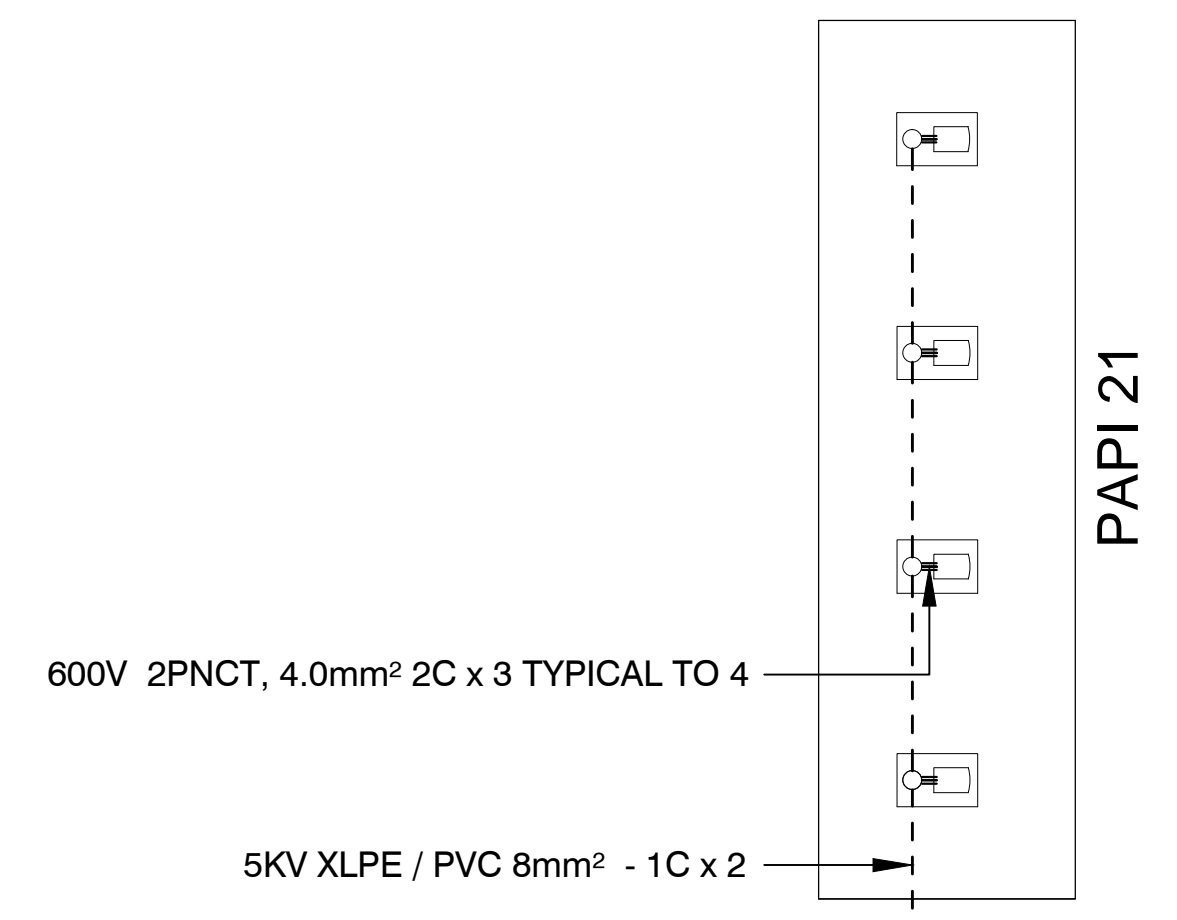 PAPI 21
600V  2PNCT, 4.0mm² 2C x 3 TYPICAL TO 4
5KV XLPE / PVC 8mm²  - 1C x 2